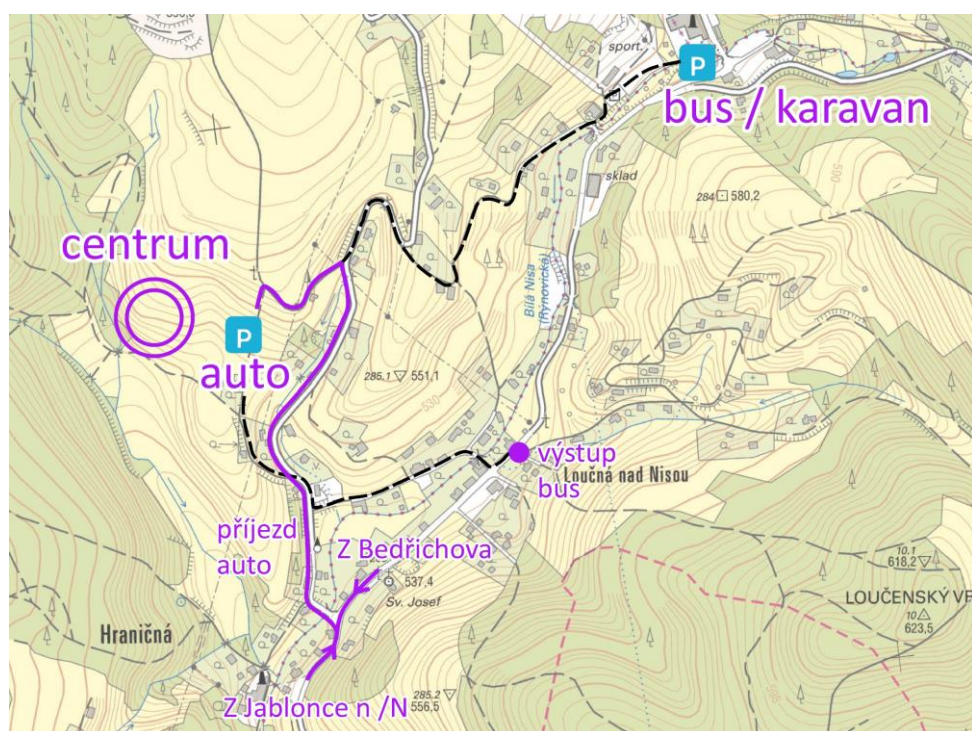 sport.
P
bus / karavan
sklad
284 580,2
500
centrum
Bílá Nisa
(Rýnovická)
P
auto
285.1 551,1
530
výstup
bus
Loučná nad Nisou
příjezd
auto
Z Bedřichova
537,4
Sv. Josef
10.1
618,2
LOUČENSKÝ VR
10
623,5
Hraničná
285.2
556,5
Z Jablonce n /N